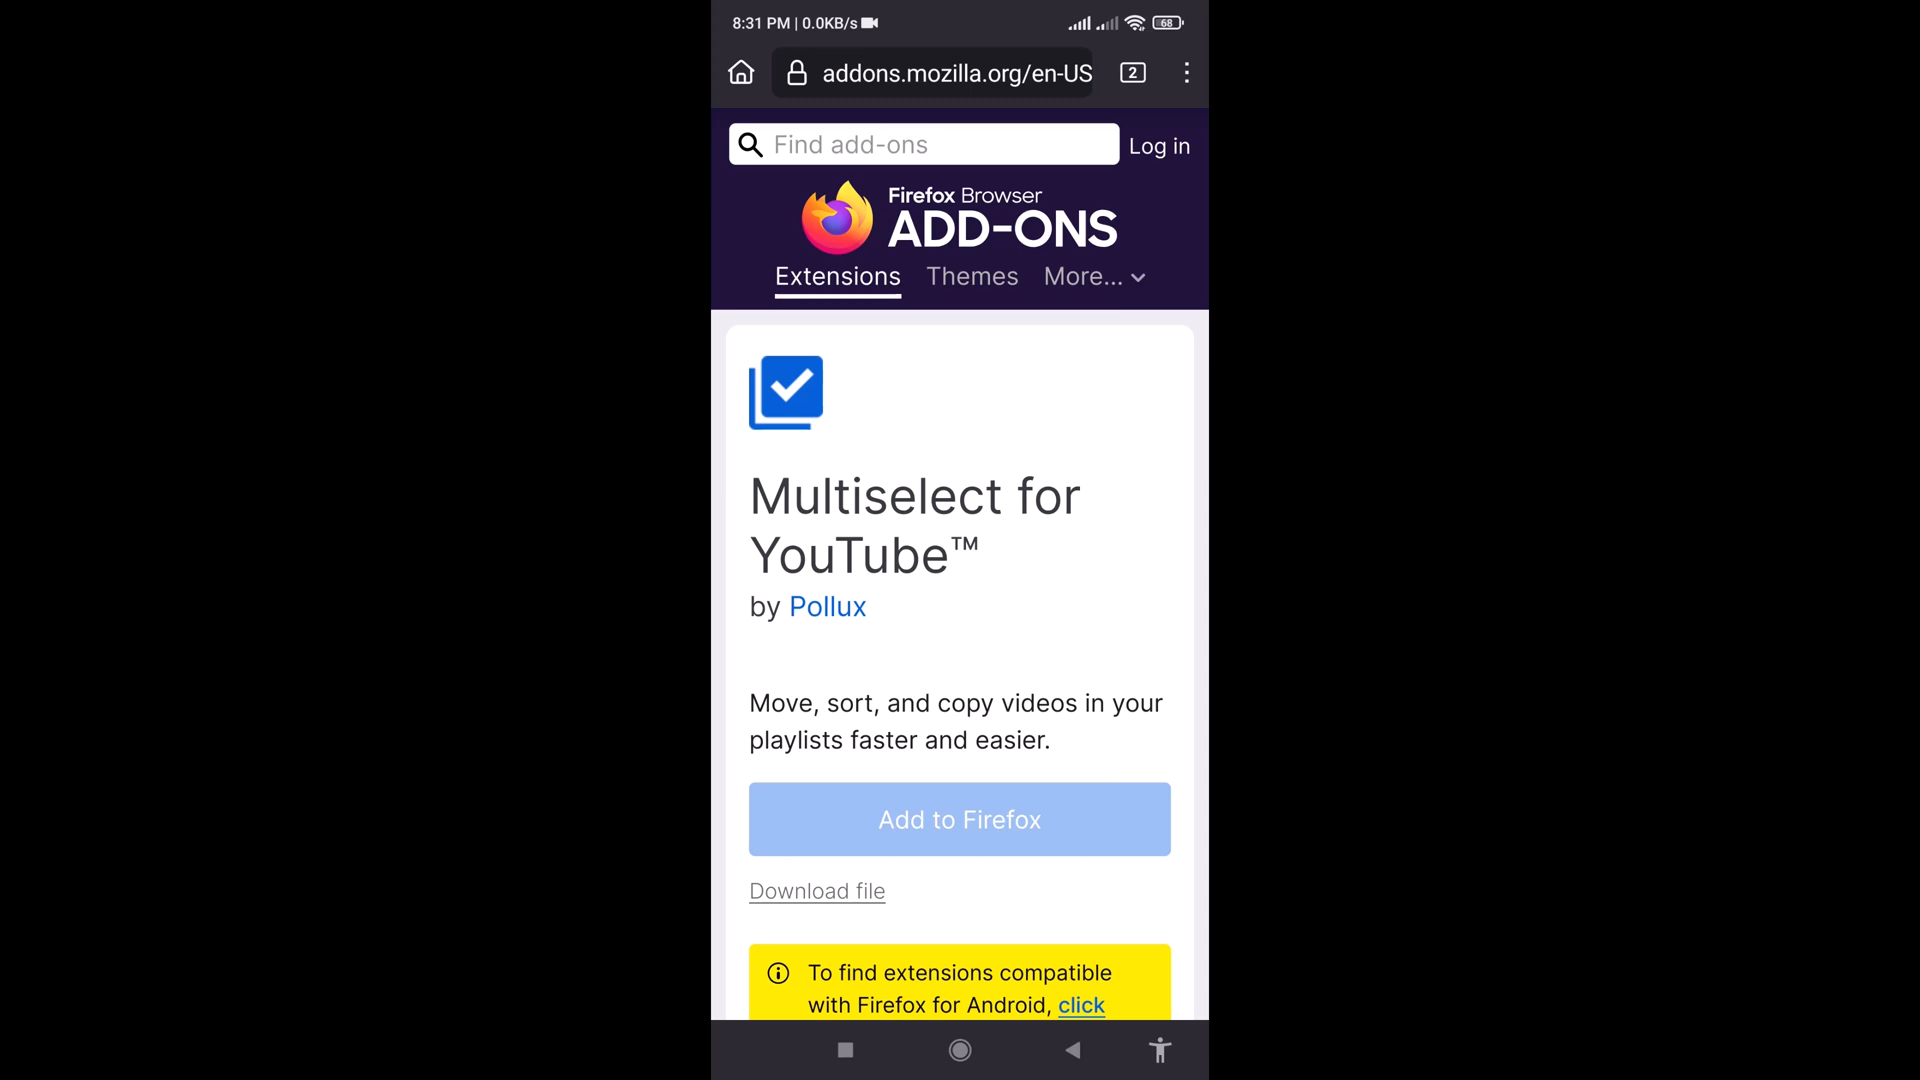 8:31 PM | 0.0KB/s
68
addons.mozilla.org/en-US
2
Find add-ons
Log in
Firefox Browser
ADD-ONS
Extensions
Themes
More...
Multiselect for
YouTube™
by Pollux
Move, sort, and copy videos in your
playlists faster and easier.
Add to Firefox
Download file
To find extensions compatible
with Firefox for Android, click